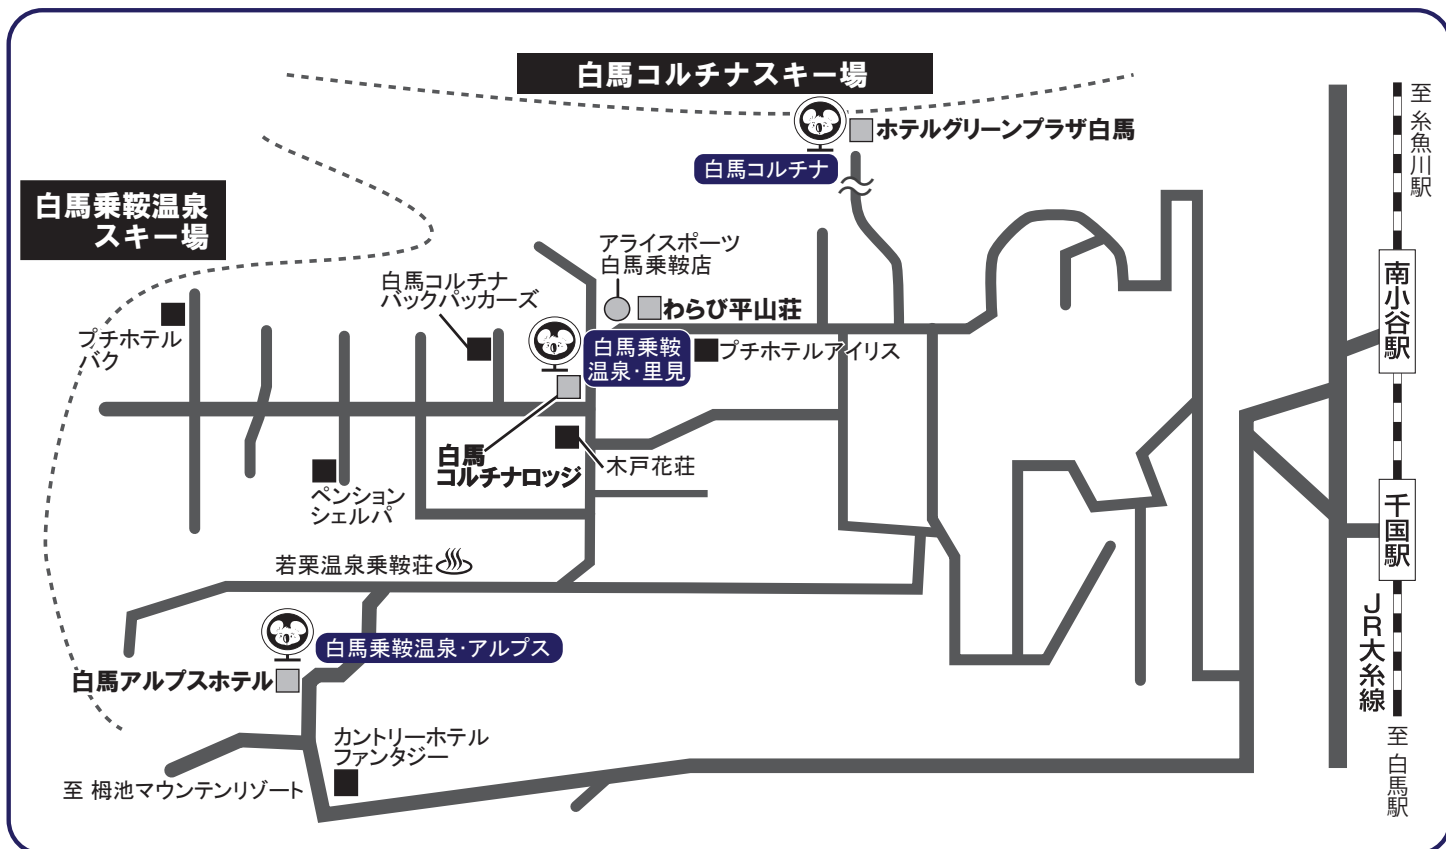 白馬コルチナスキー場
ホテルグリーンプラザ白馬
白馬コルチナ
至 糸魚川駅
白馬乗鞍温泉
スキー場
アライスポーツ
白馬乗鞍店
白馬コルチナ
バックパッカーズ
わらび平山荘
南小谷駅
プチホテル
バク
白馬乗鞍
温泉・里見
プチホテルアイリス
白馬
コルチナロッジ
木戸花荘
ペンション
シェルパ
千国駅
若栗温泉乗鞍荘
JR大糸線
白馬乗鞍温泉・アルプス
白馬アルプスホテル
カントリーホテル
ファンタジー
至 栂池マウンテンリゾート
至 白馬駅